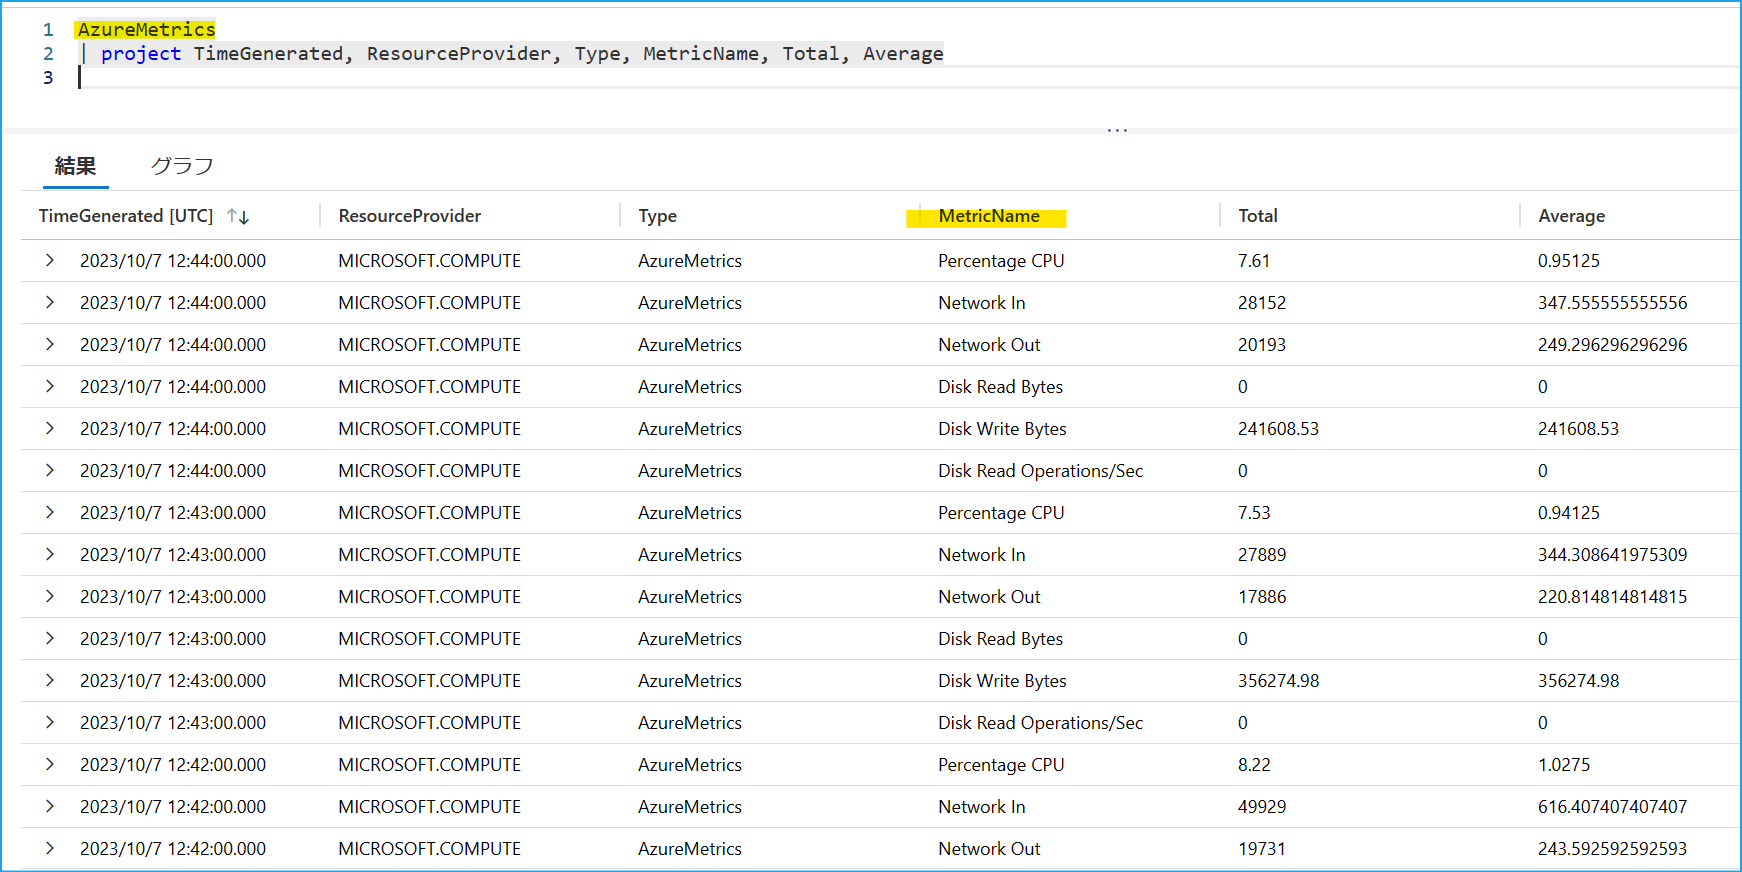 1 AzureMetrics
2 | project TimeGenerated, ResourceProvider, Type, MetricName, Total, Average
3
...
結果 グラフ
TimeGenerated [UTC] ↑↓ ResourceProvider Type MetricName Total Average
> 2023/10/7 12:44:00.000 MICROSOFT.COMPUTE AzureMetrics Percentage CPU 7.61 0.95125
> 2023/10/7 12:44:00.000 MICROSOFT.COMPUTE AzureMetrics Network In 28152 347.555555555556
> 2023/10/7 12:44:00.000 MICROSOFT.COMPUTE AzureMetrics Network Out 20193 249.296296296296
> 2023/10/7 12:44:00.000 MICROSOFT.COMPUTE AzureMetrics Disk Read Bytes 0 0
> 2023/10/7 12:44:00.000 MICROSOFT.COMPUTE AzureMetrics Disk Write Bytes 241608.53 241608.53
> 2023/10/7 12:44:00.000 MICROSOFT.COMPUTE AzureMetrics Disk Read Operations/Sec 0 0
> 2023/10/7 12:43:00.000 MICROSOFT.COMPUTE AzureMetrics Percentage CPU 7.53 0.94125
> 2023/10/7 12:43:00.000 MICROSOFT.COMPUTE AzureMetrics Network In 27889 344.308641975309
> 2023/10/7 12:43:00.000 MICROSOFT.COMPUTE AzureMetrics Network Out 17886 220.814814814815
> 2023/10/7 12:43:00.000 MICROSOFT.COMPUTE AzureMetrics Disk Read Bytes 0 0
> 2023/10/7 12:43:00.000 MICROSOFT.COMPUTE AzureMetrics Disk Write Bytes 356274.98 356274.98
> 2023/10/7 12:43:00.000 MICROSOFT.COMPUTE AzureMetrics Disk Read Operations/Sec 0 0
> 2023/10/7 12:42:00.000 MICROSOFT.COMPUTE AzureMetrics Percentage CPU 8.22 1.0275
> 2023/10/7 12:42:00.000 MICROSOFT.COMPUTE AzureMetrics Network In 49929 616.407407407407
> 2023/10/7 12:42:00.000 MICROSOFT.COMPUTE AzureMetrics Network Out 19731 243.592592592593